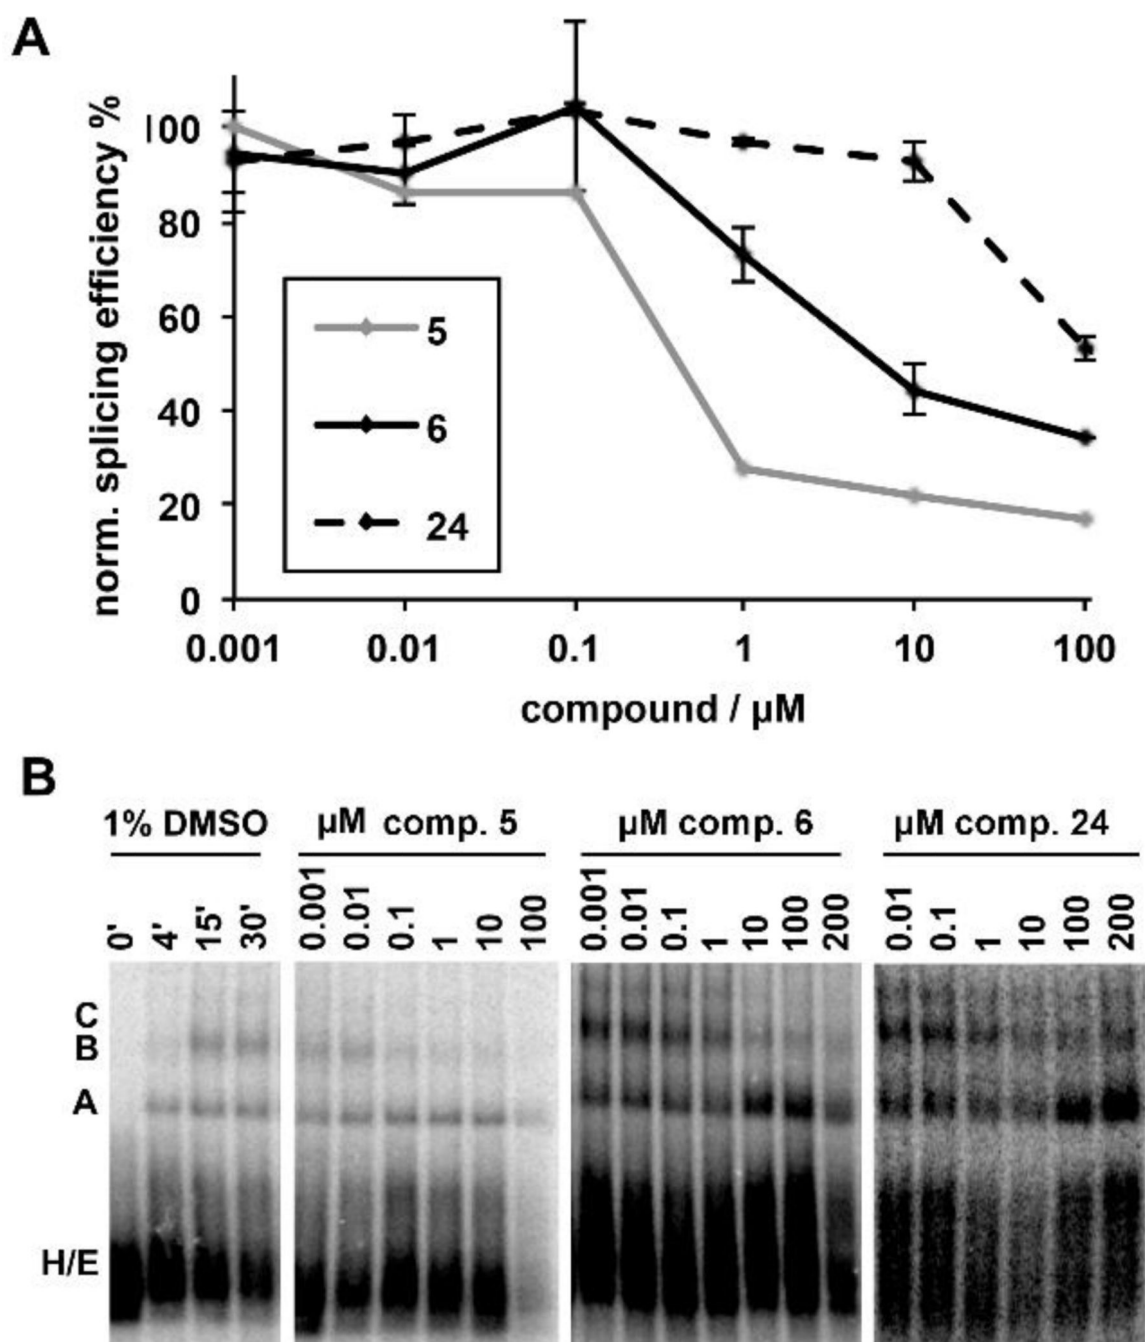 A
norm. splicing efficiency %
100
80
60
40
20
0
5
6
24
0.001 0.01 0.1 1 10 100
compound / µM
B
1% DMSO µM comp. 5 µM comp. 6 µM comp. 24
0' 4' 15' 30' 0.001 0.01 0.1 1 10 100 0.001 0.01 0.1 1 10 100 200 0.01 0.1 1 10 100 200
C
B
A
H/E